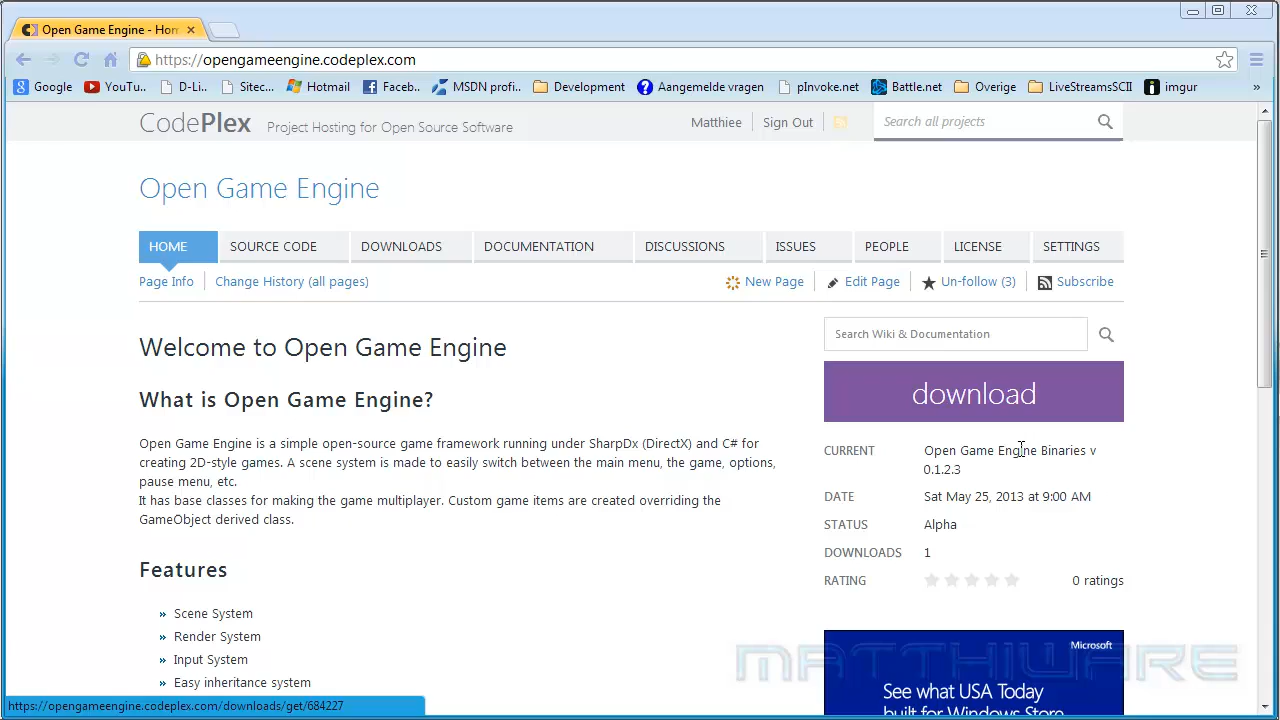 Open Game Engine - Hom
https://opengameengine.codeplex.com
Google YouTu.. D-Li.. Sitec... Hotmail Faceb.. MSDN profi.. Development Aangemelde vragen pInvoke.net Battle.net Overige LiveStreamsSCII imgur »
CodePlex Project Hosting for Open Source Software
Matthiee Sign Out Search all projects
Open Game Engine
HOME SOURCE CODE DOWNLOADS DOCUMENTATION DISCUSSIONS ISSUES PEOPLE LICENSE SETTINGS
Page Info Change History (all pages) New Page Edit Page Un-follow (3) Subscribe
Welcome to Open Game Engine
What is Open Game Engine?
Open Game Engine is a simple open-source game framework running under SharpDx (DirectX) and C# for
creating 2D-style games. A scene system is made to easily switch between the main menu, the game, options,
pause menu, etc.
It has base classes for making the game multiplayer. Custom game items are created overriding the
GameObject derived class.
Features
» Scene System
» Render System
» Input System
» Easy inheritance system
Search Wiki & Documentation
download
CURRENT Open Game Engine Binaries v
0.1.2.3
DATE Sat May 25, 2013 at 9:00 AM
STATUS Alpha
DOWNLOADS 1
RATING 0 ratings
Microsoft
See what USA Today
built for Windows Store
MATTHIWARE
https://opengameengine.codeplex.com/downloads/get/684227